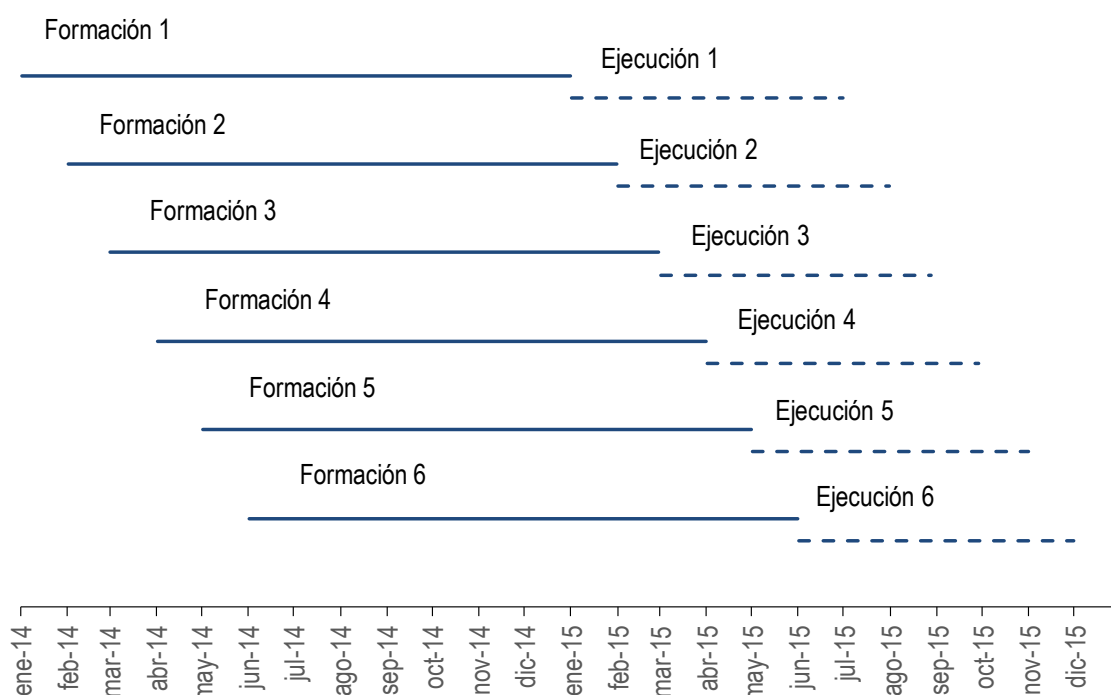 Formación 1
Ejecución 1
Formación 2
Ejecución 2
Formación 3
Ejecución 3
Formación 4
Ejecución 4
Formación 5
Ejecución 5
Formación 6
Ejecución 6
ene-14
feb-14
mar-14
abr-14
may-14
jun-14
jul-14
ago-14
sep-14
oct-14
nov-14
dic-14
ene-15
feb-15
mar-15
abr-15
may-15
jun-15
jul-15
ago-15
sep-15
oct-15
nov-15
dic-15